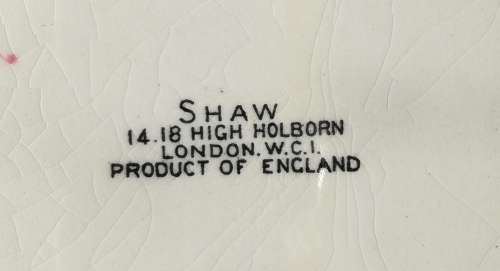 SHAW
14.18 HIGH HOLBORN
LONDON. W.C.1.
PRODUCT OF ENGLAND